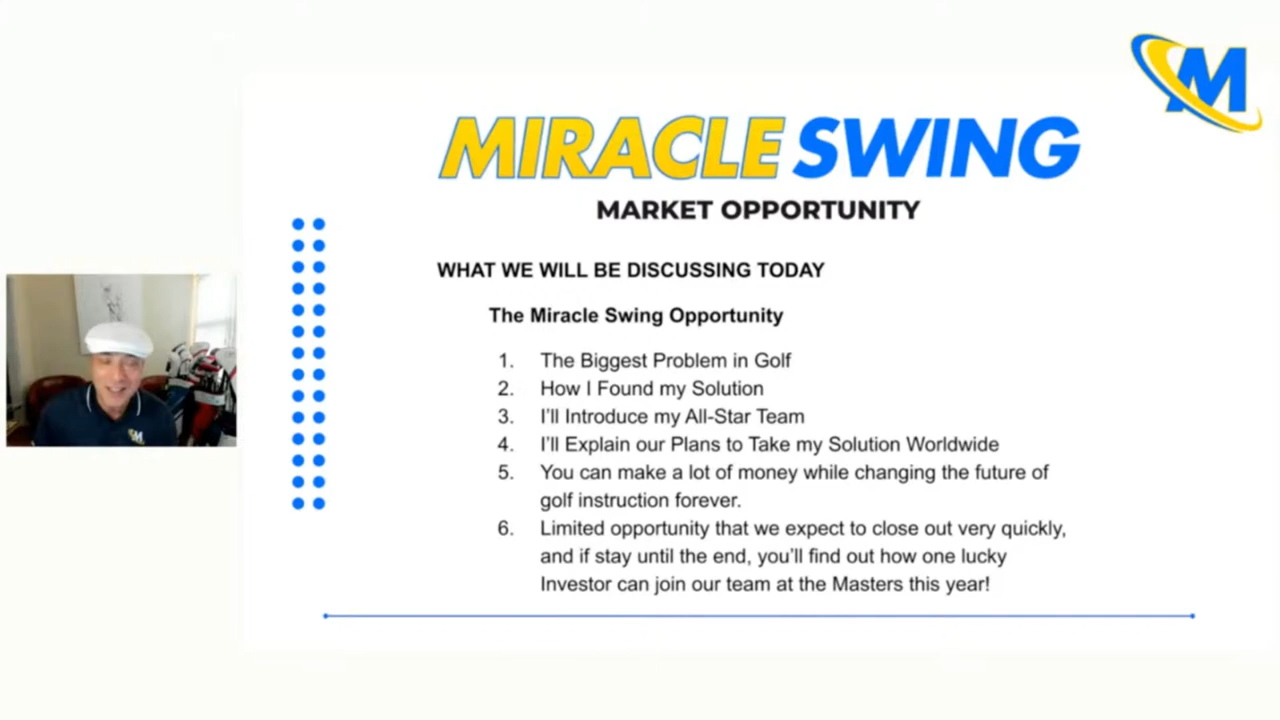 M
MIRACLE SWING
MARKET OPPORTUNITY
WHAT WE WILL BE DISCUSSING TODAY
The Miracle Swing Opportunity
1. The Biggest Problem in Golf
2. How I Found my Solution
3. I'll Introduce my All-Star Team
4. I'll Explain our Plans to Take my Solution Worldwide
5. You can make a lot of money while changing the future of
golf instruction forever.
6. Limited opportunity that we expect to close out very quickly,
and if stay until the end, you'll find out how one lucky
Investor can join our team at the Masters this year!
M